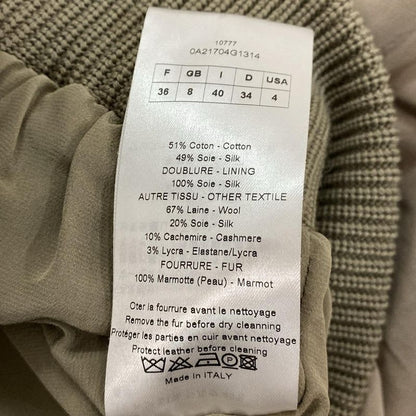 10777
0A21704G1314
F GB I D USA
36 8 40 34 4
51% Coton - Cotton
49% Soie - Silk
DOUBLURE - LINING
100% Soie - Silk
AUTRE TISSU - OTHER TEXTILE
67% Laine - Wool
20% Soie - Silk
10% Cachemire - Cashmere
3% Lycra - Elastane/Lycra
FOURRURE - FUR
100% Marmotte (Peau) - Marmot
Oter la fourrure avant le nettoyage
Remove the fur before dry cleaning
Protéger les parties en cuir avant nettoyage
Protect leather before cleaning
Made in ITALY